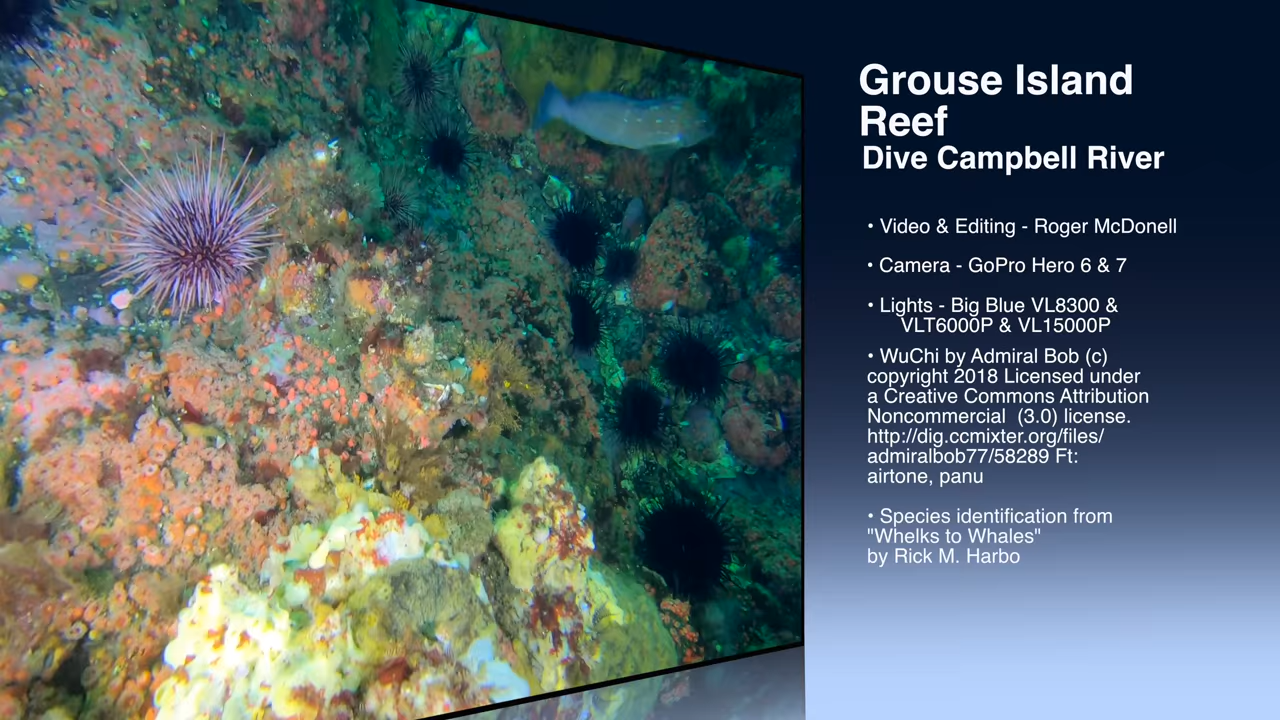 Grouse Island
Reef
Dive Campbell River
• Video & Editing - Roger McDonell
• Camera - GoPro Hero 6 & 7
• Lights - Big Blue VL8300 &
VLT6000P & VL15000P
• WuChi by Admiral Bob (c)
copyright 2018 Licensed under
a Creative Commons Attribution
Noncommercial  (3.0) license.
http://dig.ccmixter.org/files/
admiralbob77/58289 Ft:
airtone, panu
• Species identification from
"Whelks to Whales"
by Rick M. Harbo